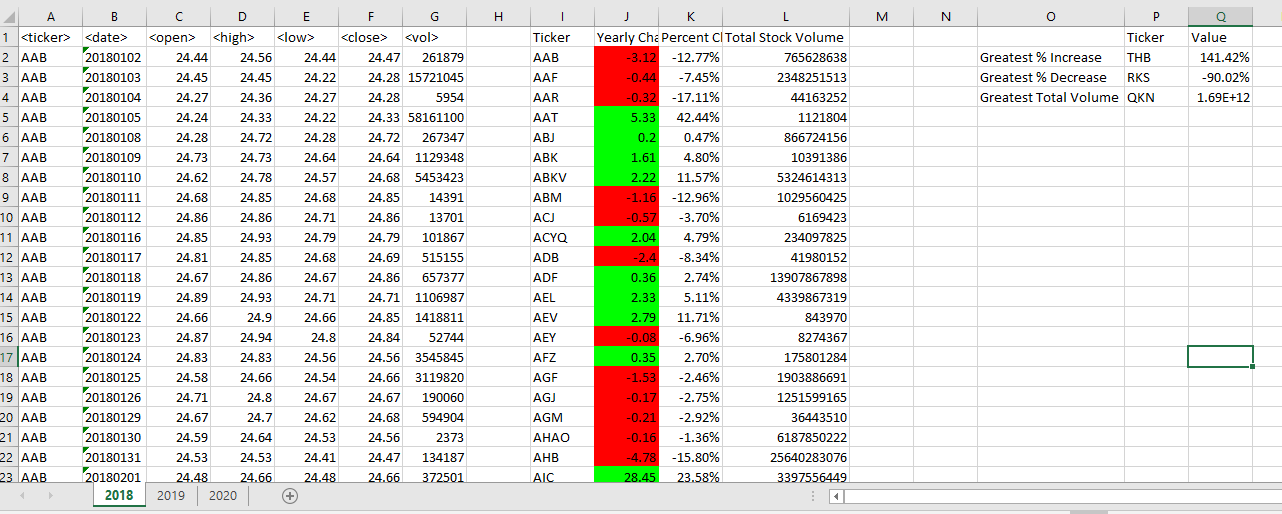 A B C D E F G H I J K L M N O P Q
1 <ticker> <date> <open> <high> <low> <close> <vol> Ticker Yearly Cha Percent Cl Total Stock Volume Ticker Value
2 AAB 20180102 24.44 24.56 24.44 24.47 261879 AAB -3.12 -12.77% 765628638 Greatest % Increase THB 141.42%
3 AAB 20180103 24.45 24.45 24.22 24.28 15721045 AAF -0.44 -7.45% 2348251513 Greatest % Decrease RKS -90.02%
4 AAB 20180104 24.27 24.36 24.27 24.28 5954 AAR -0.32 -17.11% 44163252 Greatest Total Volume QKN 1.69E+12
5 AAB 20180105 24.24 24.33 24.22 24.33 58161100 AAT 5.33 42.44% 1121804
6 AAB 20180108 24.28 24.72 24.28 24.72 267347 ABJ 0.2 0.47% 866724156
7 AAB 20180109 24.73 24.73 24.64 24.64 1129348 ABK 1.61 4.80% 10391386
8 AAB 20180110 24.62 24.78 24.57 24.68 5453423 ABKV 2.22 11.57% 5324614313
9 AAB 20180111 24.68 24.85 24.68 24.85 14391 ABM -1.16 -12.96% 1029560425
10 AAB 20180112 24.86 24.86 24.71 24.86 13701 ACJ -0.57 -3.70% 6169423
11 AAB 20180116 24.85 24.93 24.79 24.79 101867 ACYQ 2.04 4.79% 234097825
12 AAB 20180117 24.81 24.85 24.68 24.69 515155 ADB -2.4 -8.34% 41980152
13 AAB 20180118 24.67 24.86 24.67 24.86 657377 ADF 0.36 2.74% 13907867898
14 AAB 20180119 24.89 24.93 24.71 24.71 1106987 AEL 2.33 5.11% 4339867319
15 AAB 20180122 24.66 24.9 24.66 24.85 1418811 AEV 2.79 11.71% 843970
16 AAB 20180123 24.87 24.94 24.8 24.84 52744 AEY -0.08 -6.96% 8274367
17 AAB 20180124 24.83 24.83 24.56 24.56 3545845 AFZ 0.35 2.70% 175801284
18 AAB 20180125 24.58 24.66 24.54 24.66 3119820 AGF -1.53 -2.46% 1903886691
19 AAB 20180126 24.71 24.8 24.67 24.67 190060 AGJ -0.17 -2.75% 1251599165
20 AAB 20180129 24.67 24.7 24.62 24.68 594904 AGM -0.21 -2.92% 36443510
21 AAB 20180130 24.59 24.64 24.53 24.56 2373 AHAO -0.16 -1.36% 6187850222
22 AAB 20180131 24.53 24.53 24.41 24.47 134187 AHB -4.78 -15.80% 25640283076
23 AAB 20180201 24.48 24.66 24.48 24.66 372501 AIC 28.45 23.58% 3397556449
2018 2019 2020